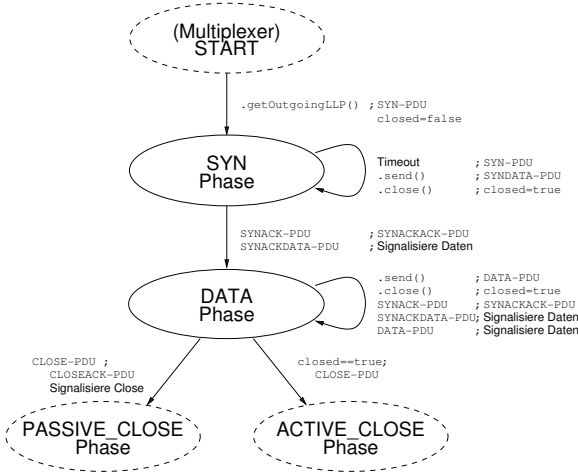 (Multiplexer)
START
.getOutgoingLLP() ; SYN-PDU
closed=false
SYN
Phase
Timeout ; SYN-PDU
.send() ; SYNDATA-PDU
.close() ; closed=true
SYNACK-PDU ; SYNACKACK-PDU
SYNACKDATA-PDU ; Signalisiere Daten
DATA
Phase
.send() ; DATA-PDU
.close() ; closed=true
SYNACK-PDU ; SYNACKACK-PDU
SYNACKDATA-PDU; Signalisiere Daten
DATA-PDU ; Signalisiere Daten
CLOSE-PDU ;
CLOSEACK-PDU
Signalisiere Close
closed==true;
CLOSE-PDU
PASSIVE_CLOSE
Phase
ACTIVE_CLOSE
Phase